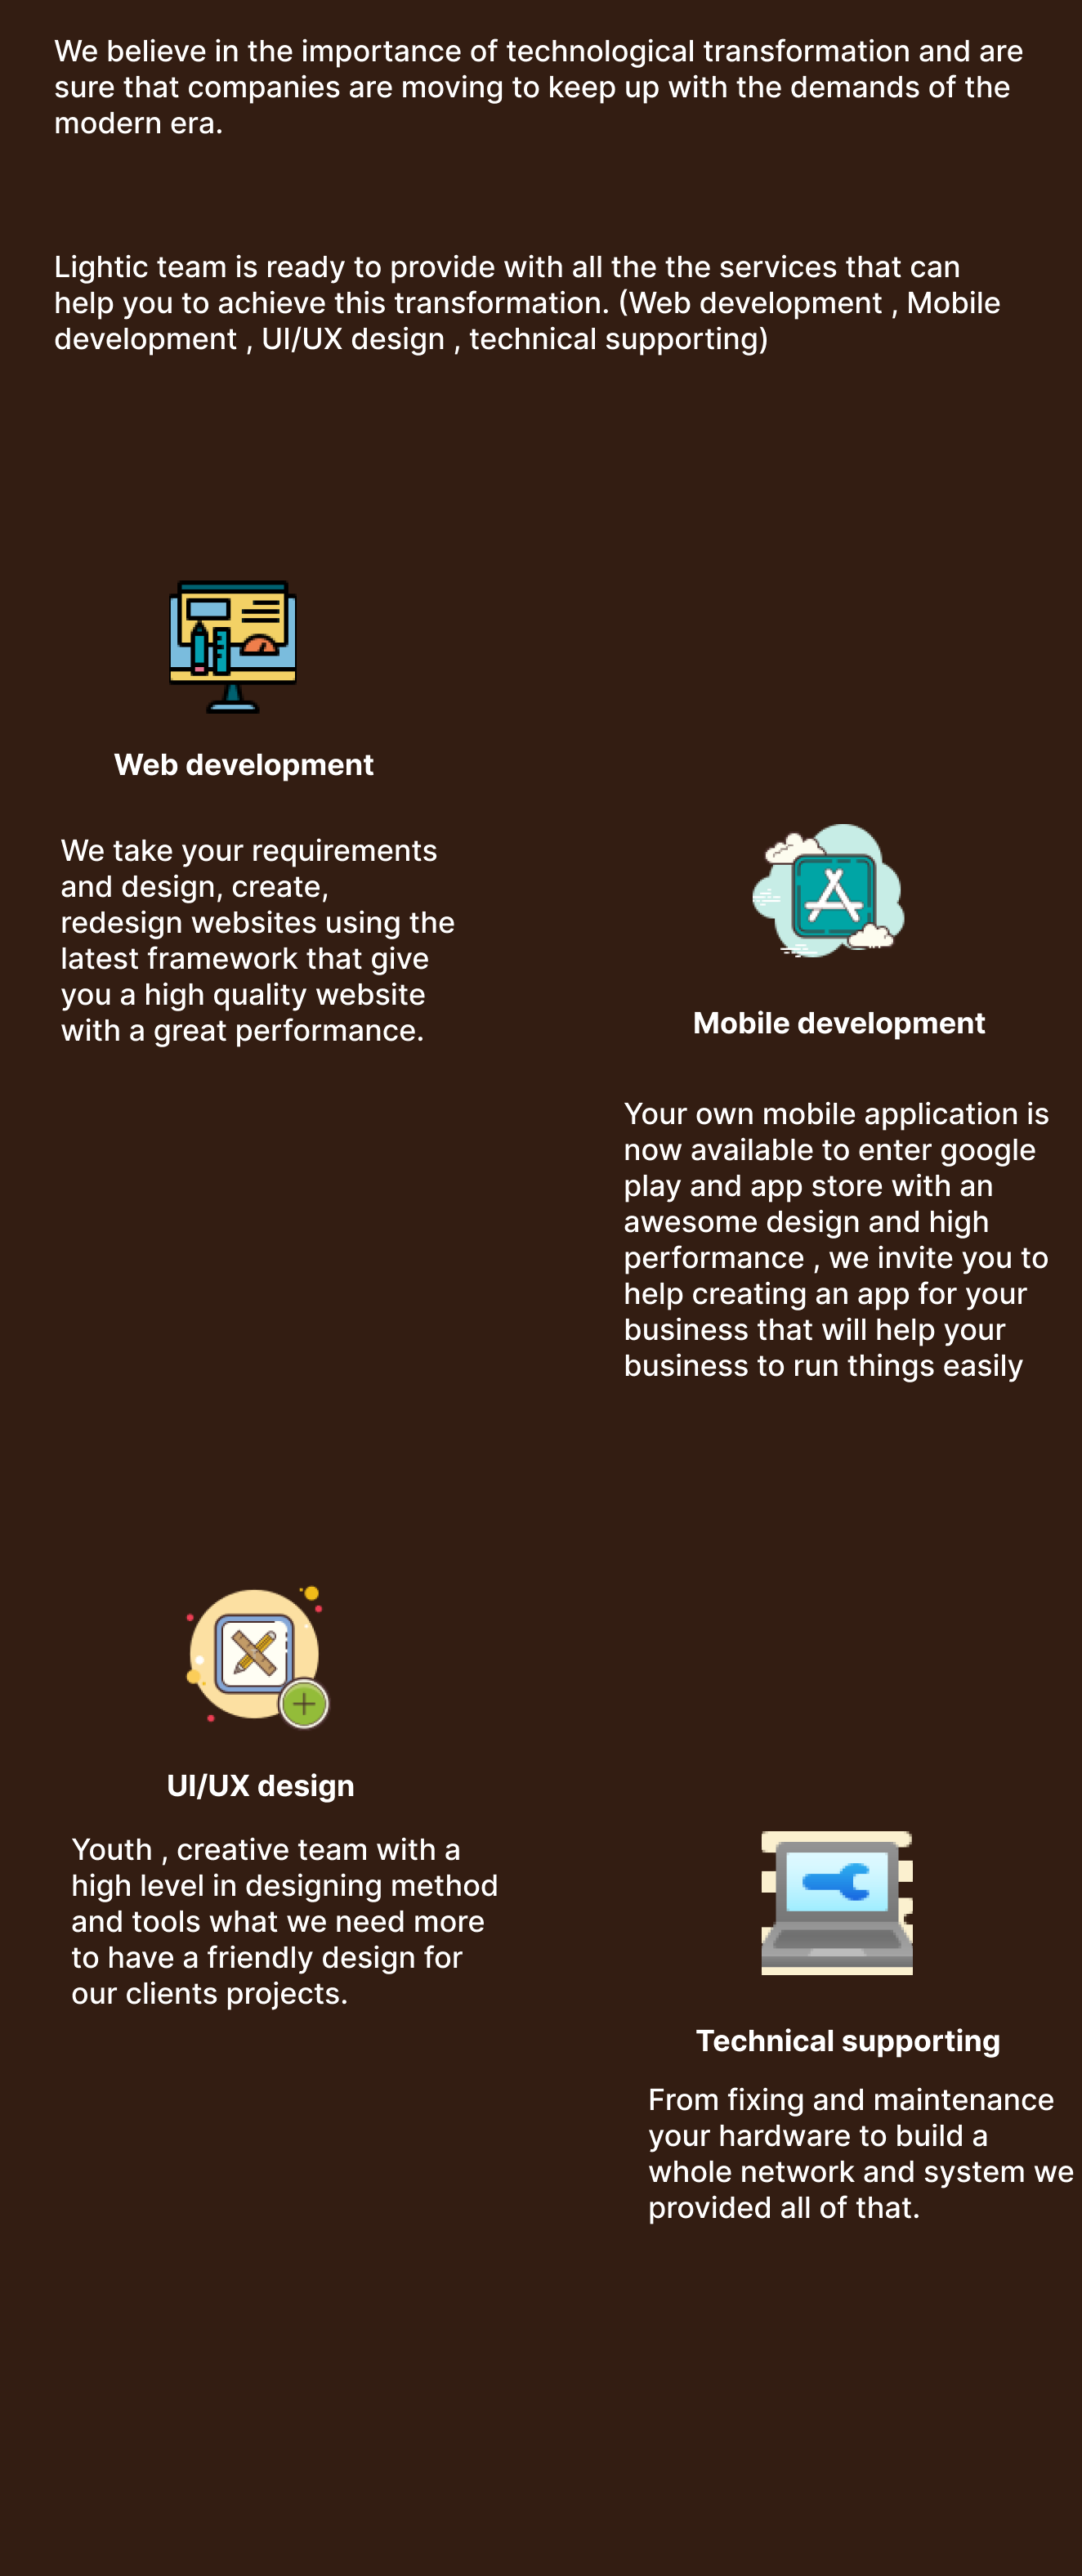 We believe in the importance of technological transformation and are
sure that companies are moving to keep up with the demands of the
modern era.
Lightic team is ready to provide with all the the services that can
help you to achieve this transformation. (Web development , Mobile
development , UI/UX design , technical supporting)
Web development
We take your requirements
and design, create,
redesign websites using the
latest framework that give
you a high quality website
with a great performance.
Mobile development
Your own mobile application is
now available to enter google
play and app store with an
awesome design and high
performance , we invite you to
help creating an app for your
business that will help your
business to run things easily
UI/UX design
Youth , creative team with a
high level in designing method
and tools what we need more
to have a friendly design for
our clients projects.
Technical supporting
From fixing and maintenance
your hardware to build a
whole network and system we
provided all of that.